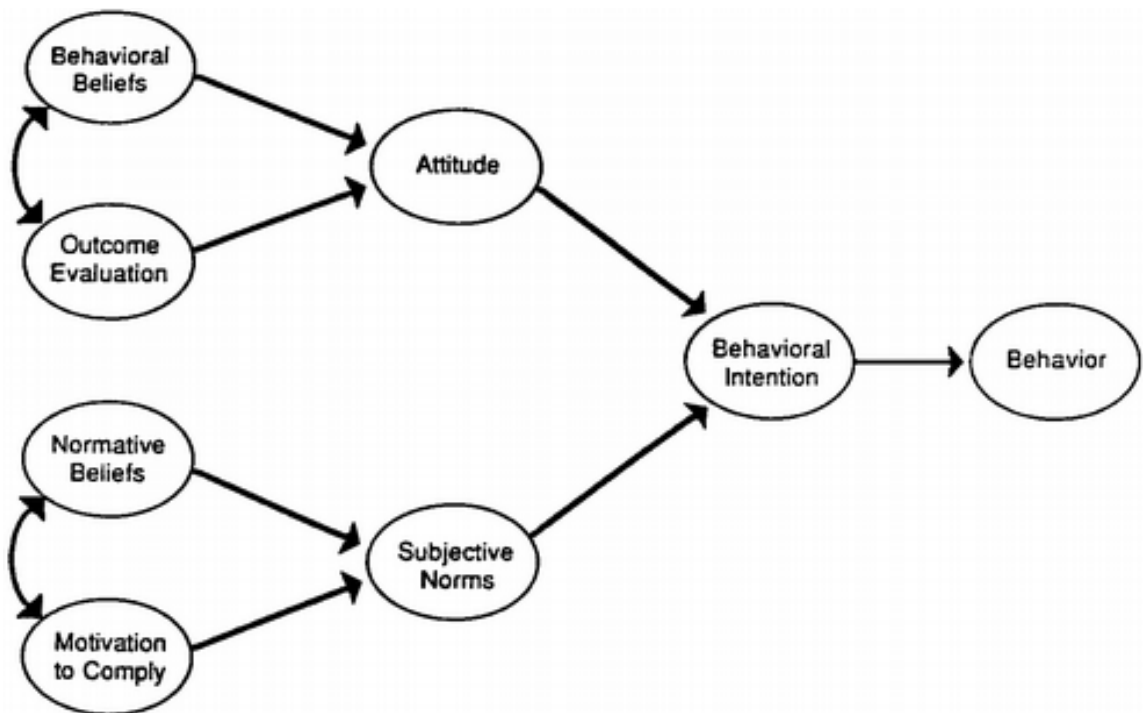 Behavioral
Beliefs
Attitude
Outcome
Evaluation
Behavioral
Intention
Behavior
Normative
Beliefs
Subjective
Norms
Motivation
to Comply